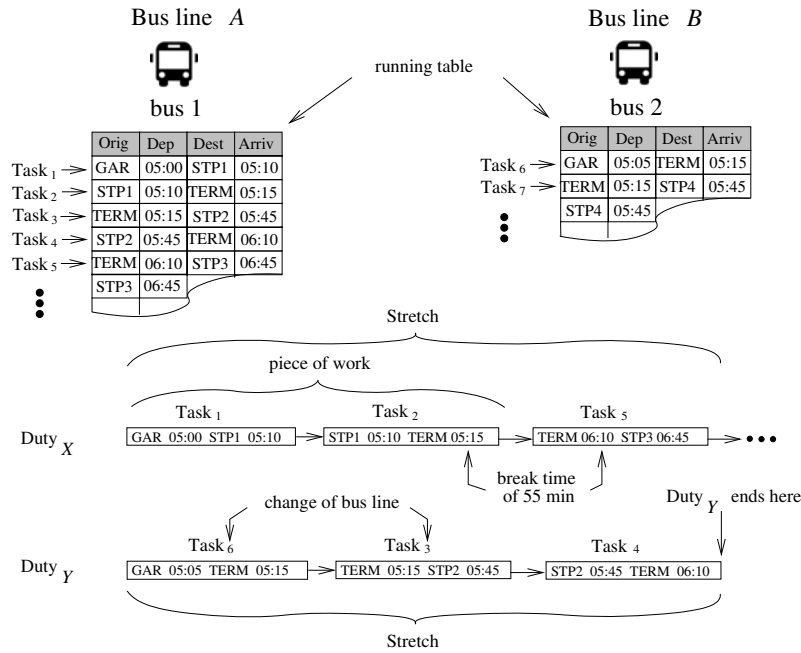 Bus line A
Bus line B
running table
bus 1
bus 2
Orig Dep Dest Arriv
Task 1 GAR 05:00 STP1 05:10
Task 2 STP1 05:10 TERM 05:15
Task 3 TERM 05:15 STP2 05:45
Task 4 STP2 05:45 TERM 06:10
Task 5 TERM 06:10 STP3 06:45
STP3 06:45
Orig Dep Dest Arriv
Task 6 GAR 05:05 TERM 05:15
Task 7 TERM 05:15 STP4 05:45
STP4 05:45
Stretch
piece of work
Task 1 Task 2 Task 5
Duty X GAR 05:00 STP1 05:10 STP1 05:10 TERM 05:15 TERM 06:10 STP3 06:45
break time
of 55 min
change of bus line
Duty Y ends here
Task 6 Task 3 Task 4
Duty Y GAR 05:05 TERM 05:15 TERM 05:15 STP2 05:45 STP2 05:45 TERM 06:10
Stretch